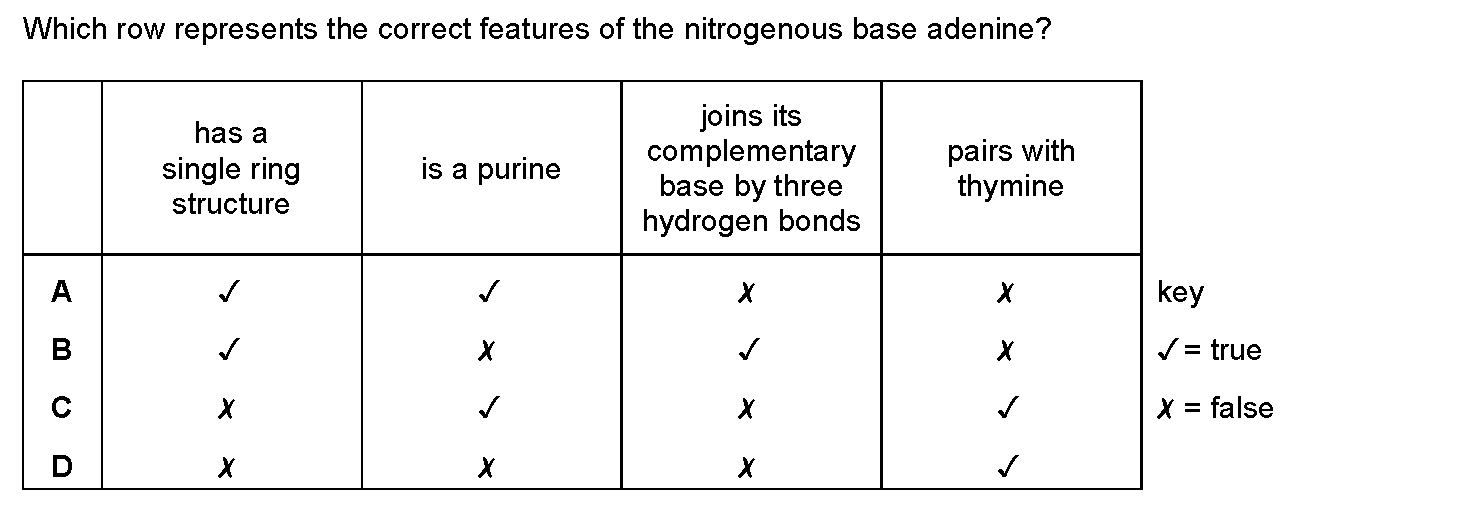 Which row represents the correct features of the nitrogenous base adenine?
has a
single ring
structure
is a purine
joins its
complementary
base by three
hydrogen bonds
pairs with
thymine
A ✓ ✓ ✗ ✗ key
B ✓ ✗ ✓ ✗ ✓ = true
C ✗ ✓ ✗ ✓ ✗ = false
D ✗ ✗ ✗ ✓